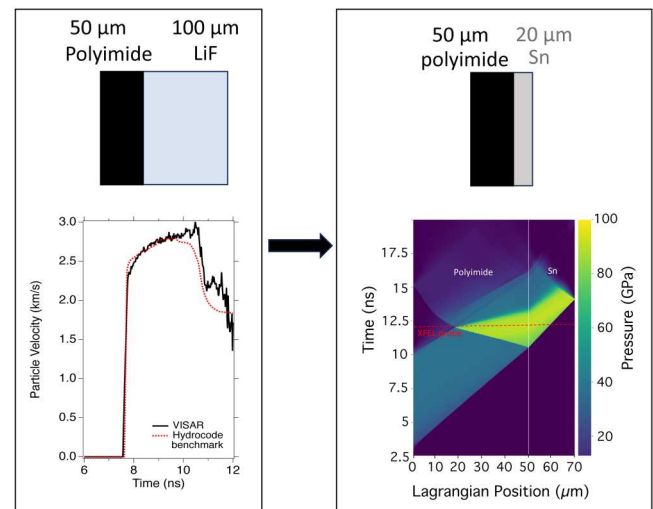 50 μm
Polyimide
100 μm
LiF
Particle Velocity (km/s)
3.0
2.5
2.0
1.5
1.0
0.5
0.0
6
8
10
12
Time (ns)
VISAR
Hydrocode
benchmark
50 μm
polyimide
20 μm
Sn
Time (ns)
17.5
15
12.5
10
7.5
5
2.5
0
10
20
30
40
50
60
70
Lagrangian Position (μm)
Polyimide
Sn
XFEL
100
80
60
40
20
Pressure (GPa)